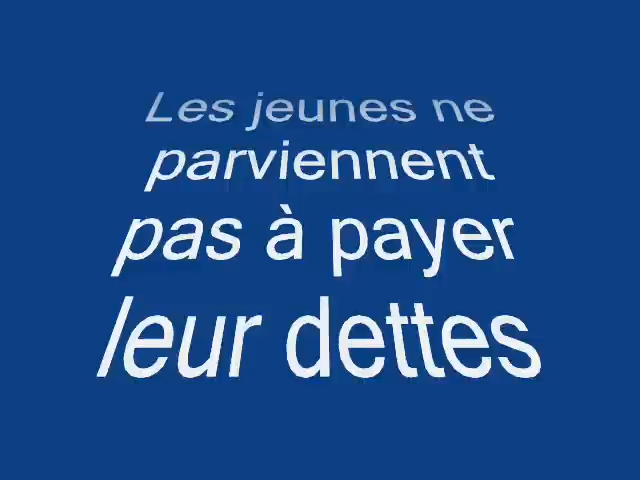 Les jeunes ne
parviennent
pas à payer
leur dettes